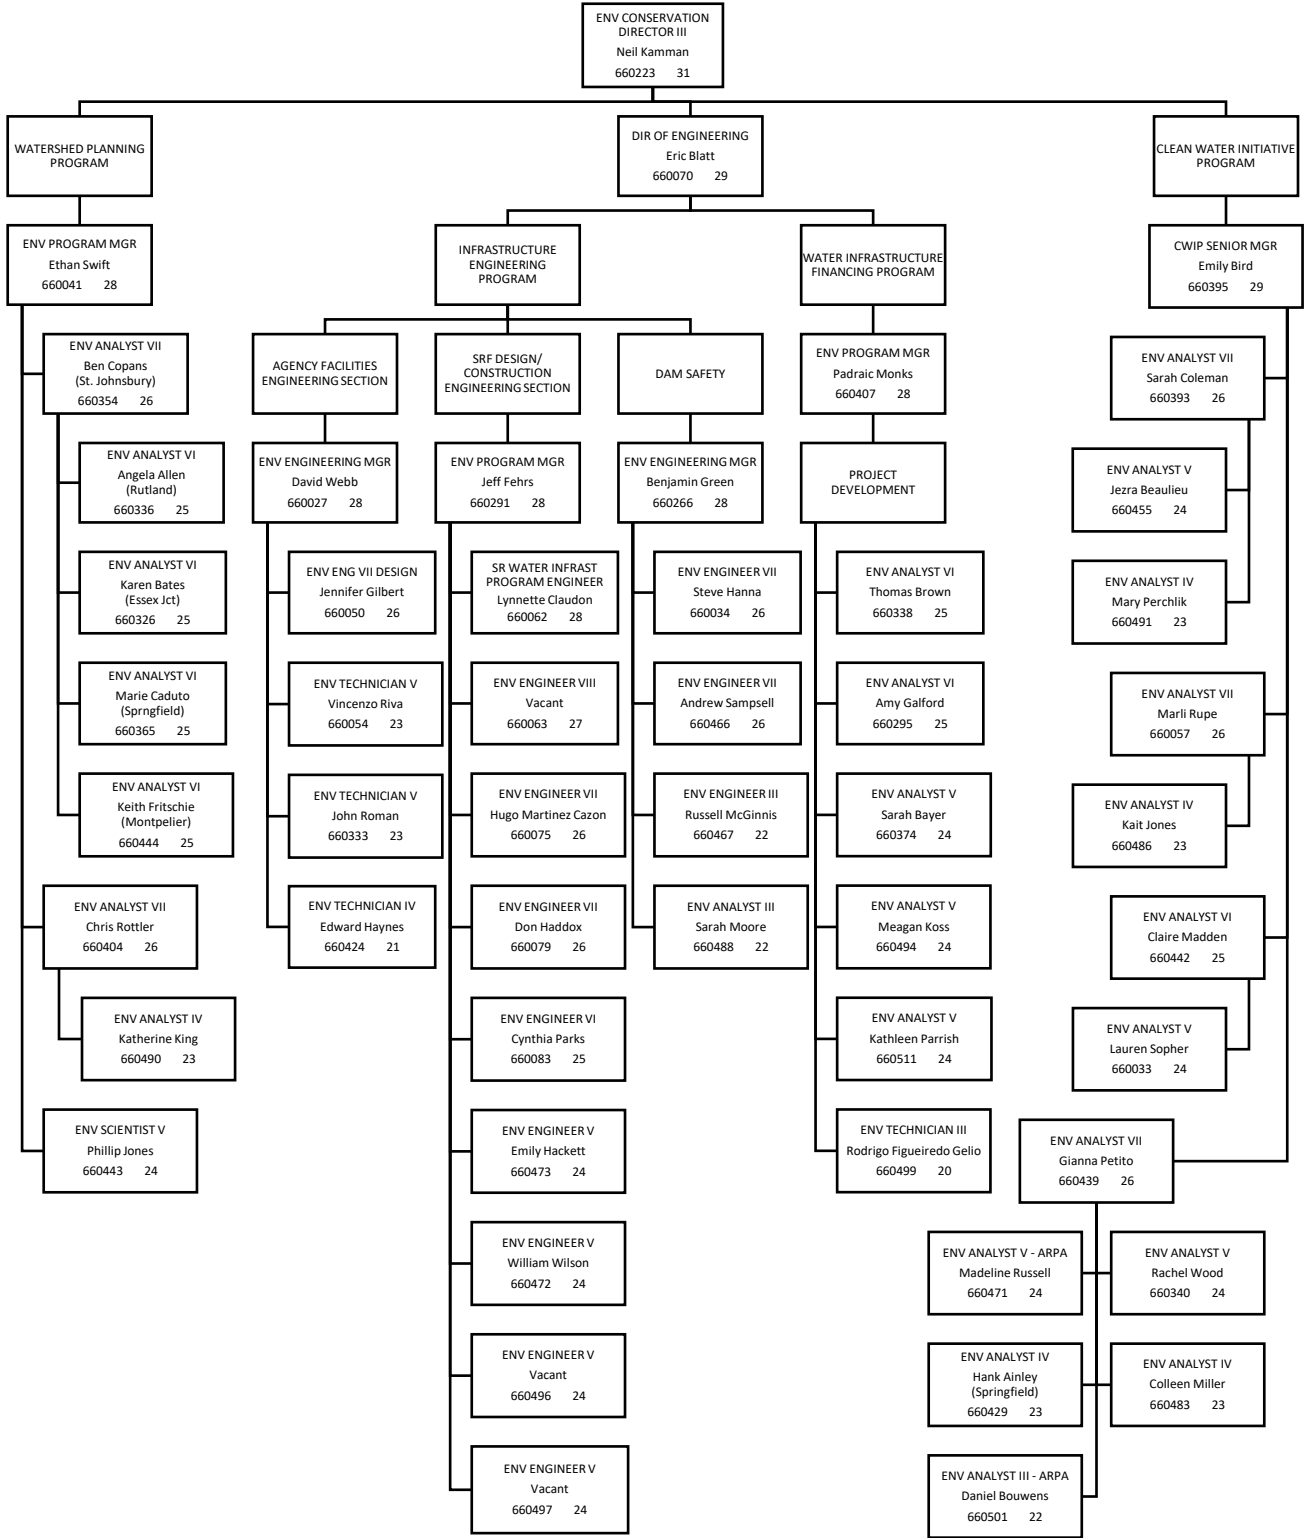 ENV CONSERVATION
DIRECTOR III
Neil Kamman
660223 31
WATERSHED PLANNING
PROGRAM
DIR OF ENGINEERING
Eric Blatt
660070 29
CLEAN WATER INITIATIVE
PROGRAM
ENV PROGRAM MGR
Ethan Swift
660041 28
ENV ANALYST VII
Ben Copans
(St. Johnsbury)
660354 26
ENV ANALYST VI
Angela Allen
(Rutland)
660336 25
ENV ANALYST VI
Karen Bates
(Essex Jct)
660326 25
ENV ANALYST VI
Marie Caduto
(Sprngfield)
660365 25
ENV ANALYST VI
Keith Fritschie
(Montpelier)
660444 25
ENV ANALYST VII
Chris Rottler
660404 26
ENV ANALYST IV
Katherine King
660490 23
ENV SCIENTIST V
Phillip Jones
660443 24
INFRASTRUCTURE
ENGINEERING
PROGRAM
AGENCY FACILITIES
ENGINEERING SECTION
ENV ENGINEERING MGR
David Webb
660027 28
ENV ENG VII DESIGN
Jennifer Gilbert
660050 26
ENV TECHNICIAN V
Vincenzo Riva
660054 23
ENV TECHNICIAN V
John Roman
660333 23
ENV TECHNICIAN IV
Edward Haynes
660424 21
SRF DESIGN/
CONSTRUCTION
ENGINEERING SECTION
ENV PROGRAM MGR
Jeff Fehrs
660291 28
SR WATER INFRAST
PROGRAM ENGINEER
Lynnette Claudon
660062 28
ENV ENGINEER VIII
Vacant
660063 27
ENV ENGINEER VII
Hugo Martinez Cazon
660075 26
ENV ENGINEER VII
Don Haddox
660079 26
ENV ENGINEER VI
Cynthia Parks
660083 25
ENV ENGINEER V
Emily Hackett
660473 24
ENV ENGINEER V
William Wilson
660472 24
ENV ENGINEER V
Vacant
660496 24
ENV ENGINEER V
Vacant
660497 24
DAM SAFETY
ENV ENGINEERING MGR
Benjamin Green
660266 28
ENV ENGINEER VII
Steve Hanna
660034 26
ENV ENGINEER VII
Andrew Sampsell
660466 26
ENV ENGINEER III
Russell McGinnis
660467 22
ENV ANALYST III
Sarah Moore
660488 22
WATER INFRASTRUCTURE
FINANCING PROGRAM
ENV PROGRAM MGR
Padraic Monks
660407 28
PROJECT
DEVELOPMENT
ENV ANALYST VI
Thomas Brown
660338 25
ENV ANALYST VI
Amy Galford
660295 25
ENV ANALYST V
Sarah Bayer
660374 24
ENV ANALYST V
Meagan Koss
660494 24
ENV ANALYST V
Kathleen Parrish
660511 24
ENV TECHNICIAN III
Rodrigo Figueiredo Gelio
660499 20
CWIP SENIOR MGR
Emily Bird
660395 29
ENV ANALYST VII
Sarah Coleman
660393 26
ENV ANALYST V
Jezra Beaulieu
660455 24
ENV ANALYST IV
Mary Perchlik
660491 23
ENV ANALYST VII
Marli Rupe
660057 26
ENV ANALYST IV
Kait Jones
660486 23
ENV ANALYST VI
Claire Madden
660442 25
ENV ANALYST V
Lauren Sopher
660033 24
ENV ANALYST VII
Gianna Petito
660439 26
ENV ANALYST V - ARPA
Madeline Russell
660471 24
ENV ANALYST V
Rachel Wood
660340 24
ENV ANALYST IV
Hank Ainley
(Springfield)
660429 23
ENV ANALYST IV
Colleen Miller
660483 23
ENV ANALYST III - ARPA
Daniel Bouwens
660501 22